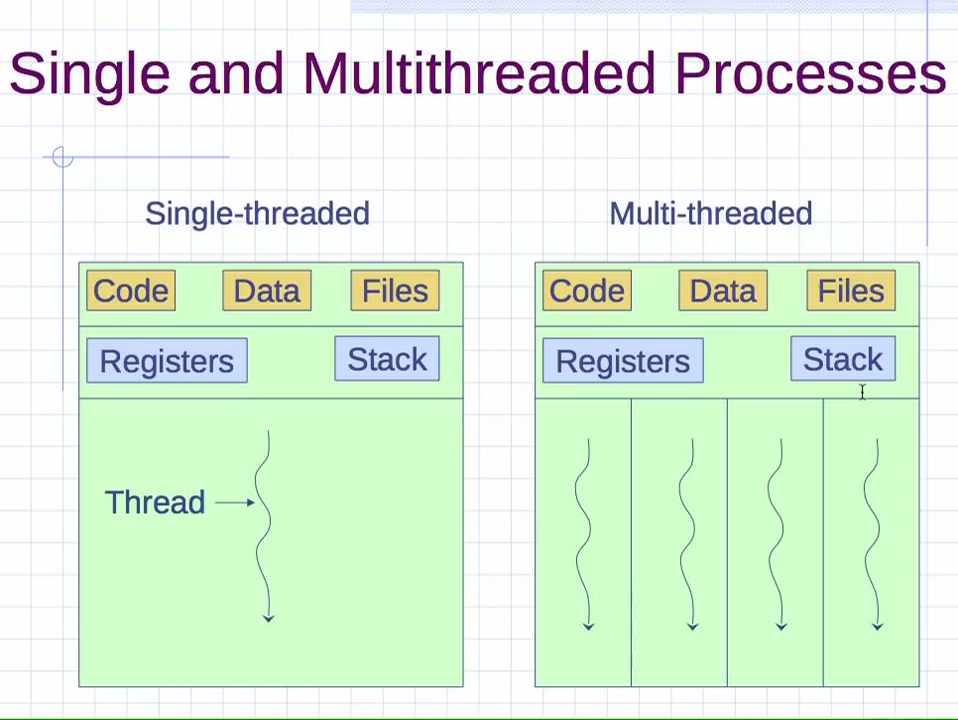 Single and Multithreaded Processes
Single-threaded
Multi-threaded
Code Data Files
Registers Stack
Thread
Code Data Files
Registers Stack